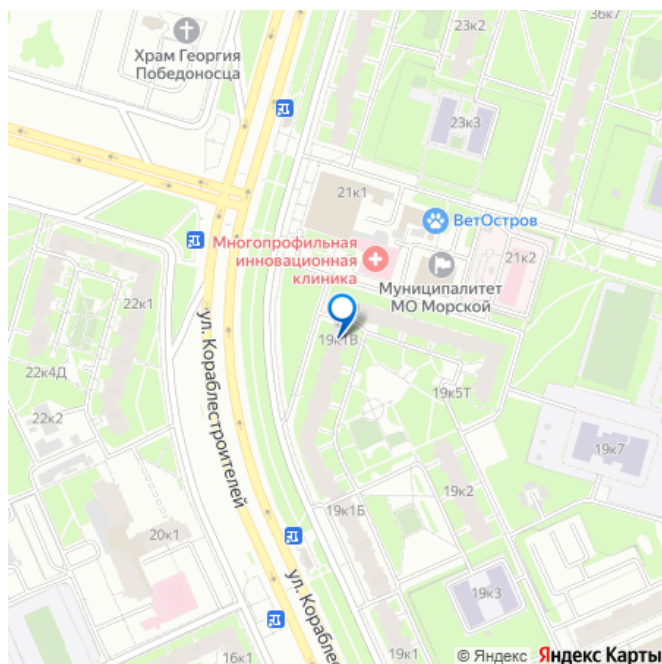 23к2
36к7
Храм Георгия
Победоносца
23к3
21к1
ВетОстров
Многопрофильная
инновационная
клиника
21к2
Муниципалитет
МО Морской
22к1
ул. Кораблестроителей
19к1В
22к4Д
19к5Т
22к2
19к7
19к2
19к1Б
20к1
19к3
ул. Кораблес
16к1
19к1
© Яндекс Яндекс Карты